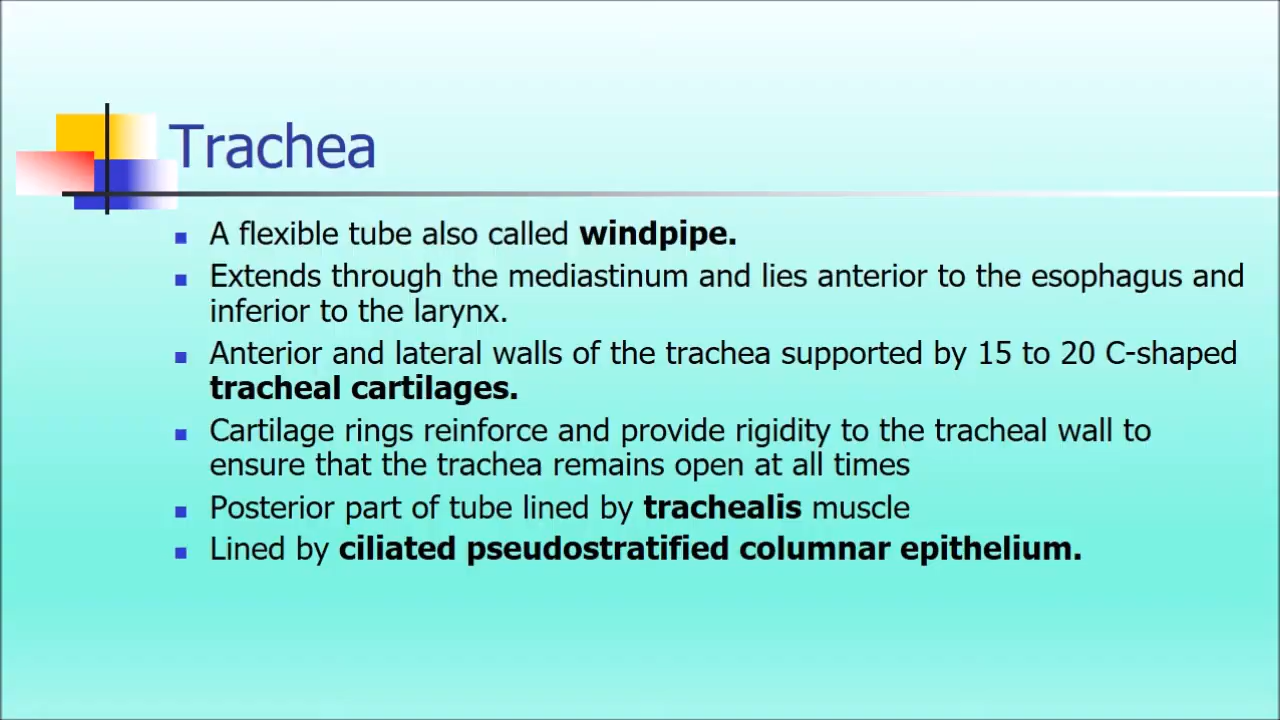 Trachea
A flexible tube also called windpipe.
Extends through the mediastinum and lies anterior to the esophagus and
inferior to the larynx.
Anterior and lateral walls of the trachea supported by 15 to 20 C-shaped
tracheal cartilages.
Cartilage rings reinforce and provide rigidity to the tracheal wall to
ensure that the trachea remains open at all times
Posterior part of tube lined by trachealis muscle
Lined by ciliated pseudostratified columnar epithelium.